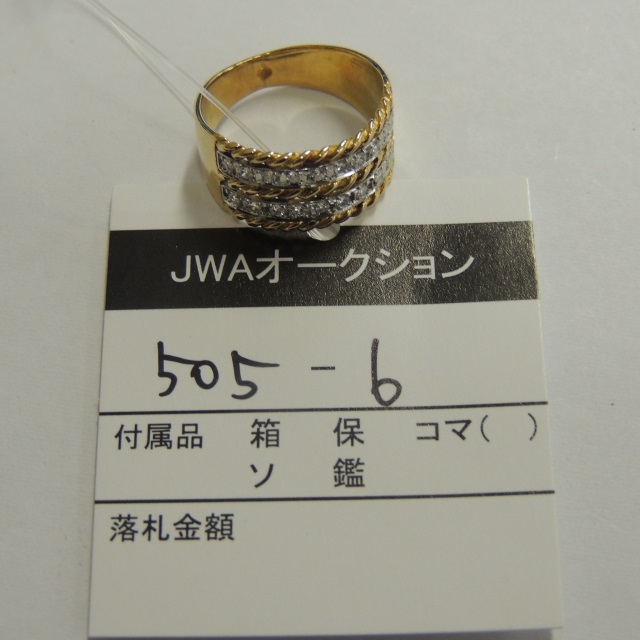 JWAオークション
505-6
付属品 箱 保 コマ( )
ソ 鑑
落札金額